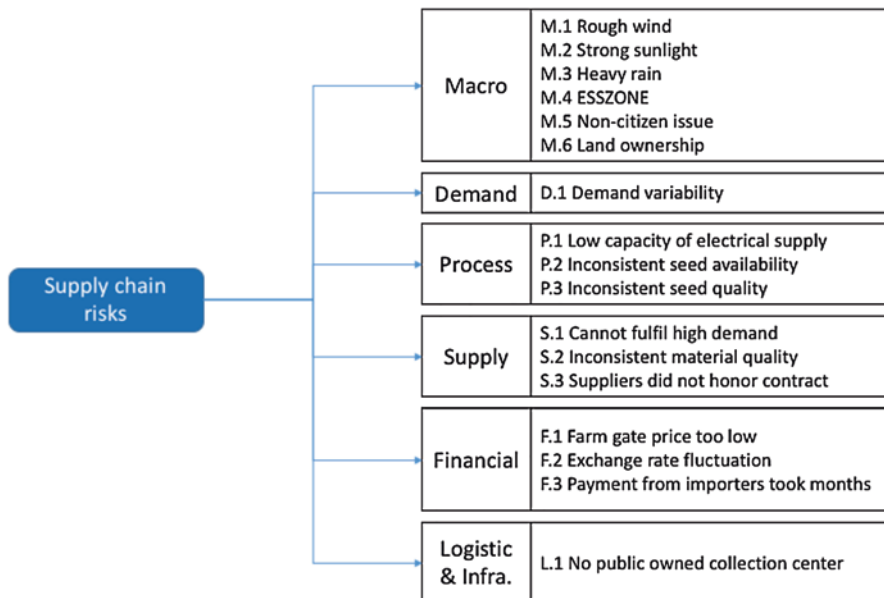 Supply chain
risks
Macro
M.1 Rough wind
M.2 Strong sunlight
M.3 Heavy rain
M.4 ESSZONE
M.5 Non-citizen issue
M.6 Land ownership
Demand
D.1 Demand variability
Process
P.1 Low capacity of electrical supply
P.2 Inconsistent seed availability
P.3 Inconsistent seed quality
Supply
S.1 Cannot fulfil high demand
S.2 Inconsistent material quality
S.3 Suppliers did not honor contract
Financial
F.1 Farm gate price too low
F.2 Exchange rate fluctuation
F.3 Payment from importers took months
Logistic
& Infra.
L.1 No public owned collection center